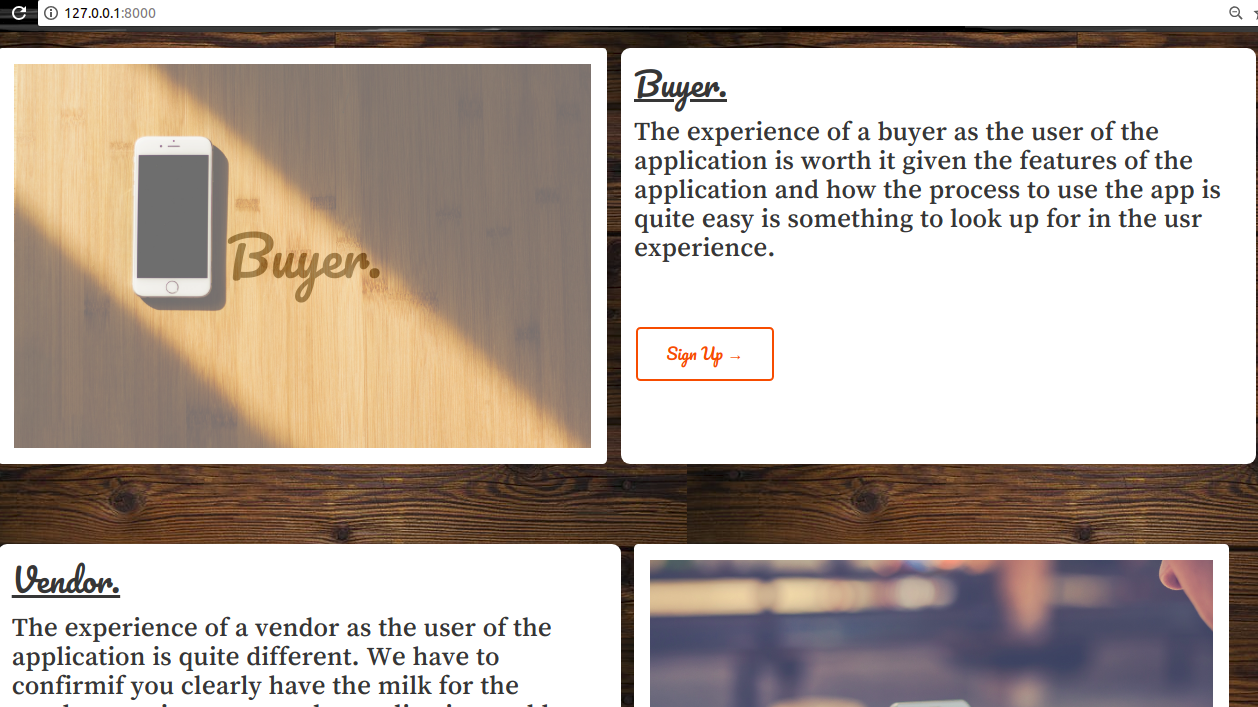 127.0.0.1:8000
Buyer.
Buyer.
The experience of a buyer as the user of the
application is worth it given the features of the
application and how the process to use the app is
quite easy is something to look up for in the usr
experience.
Sign Up →
Vendor.
The experience of a vendor as the user of the
application is quite different. We have to
confirmif you clearly have the milk for the